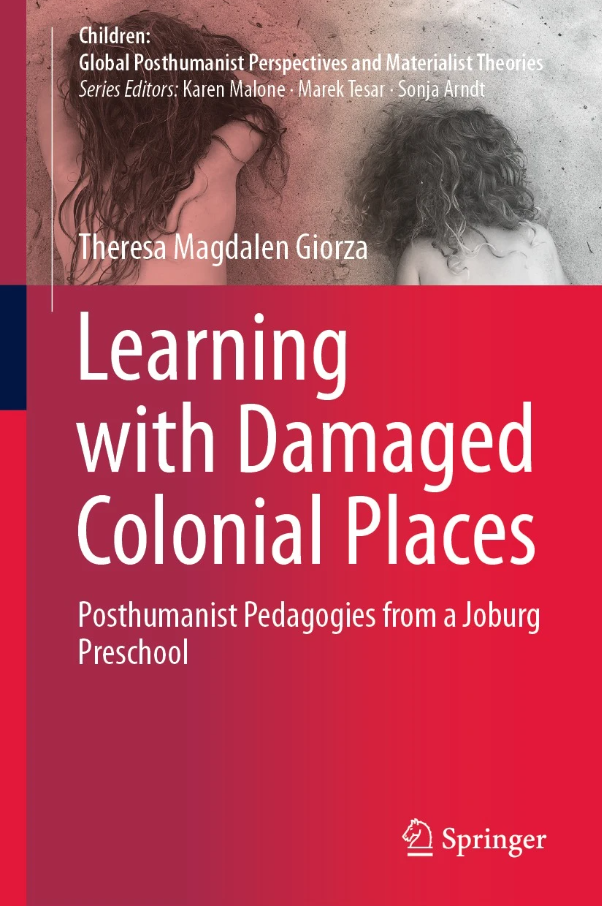 Children:
Global Posthumanist Perspectives and Materialist Theories
Series Editors: Karen Malone · Marek Tesar · Sonja Arndt
Theresa Magdalen Giorza
Learning
with Damaged
Colonial Places
Posthumanist Pedagogies from a Joburg
Preschool
Springer